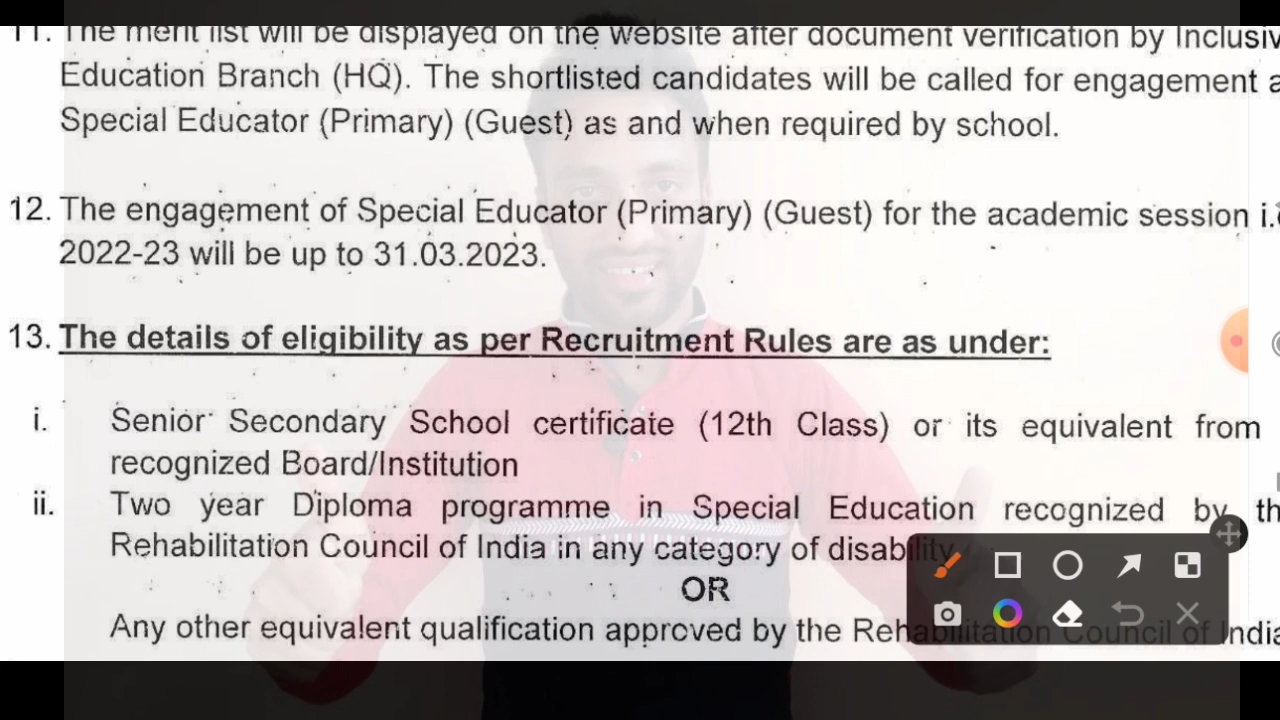 11. The merit list will be displayed on the website after document verification by Inclusiv
Education Branch (HQ). The shortlisted candidates will be called for engagement a
Special Educator (Primary) (Guest) as and when required by school.
12. The engagement of Special Educator (Primary) (Guest) for the academic session i.e
2022-23 will be up to 31.03.2023.
13. The details of eligibility as per Recruitment Rules are as under:
i. Senior Secondary School certificate (12th Class) or its equivalent from
recognized Board/Institution
ii. Two year Diploma programme in Special Education recognized by th
Rehabilitation Council of India in any category of disability.
OR
Any other equivalent qualification approved by the Rehabilitation Council of India